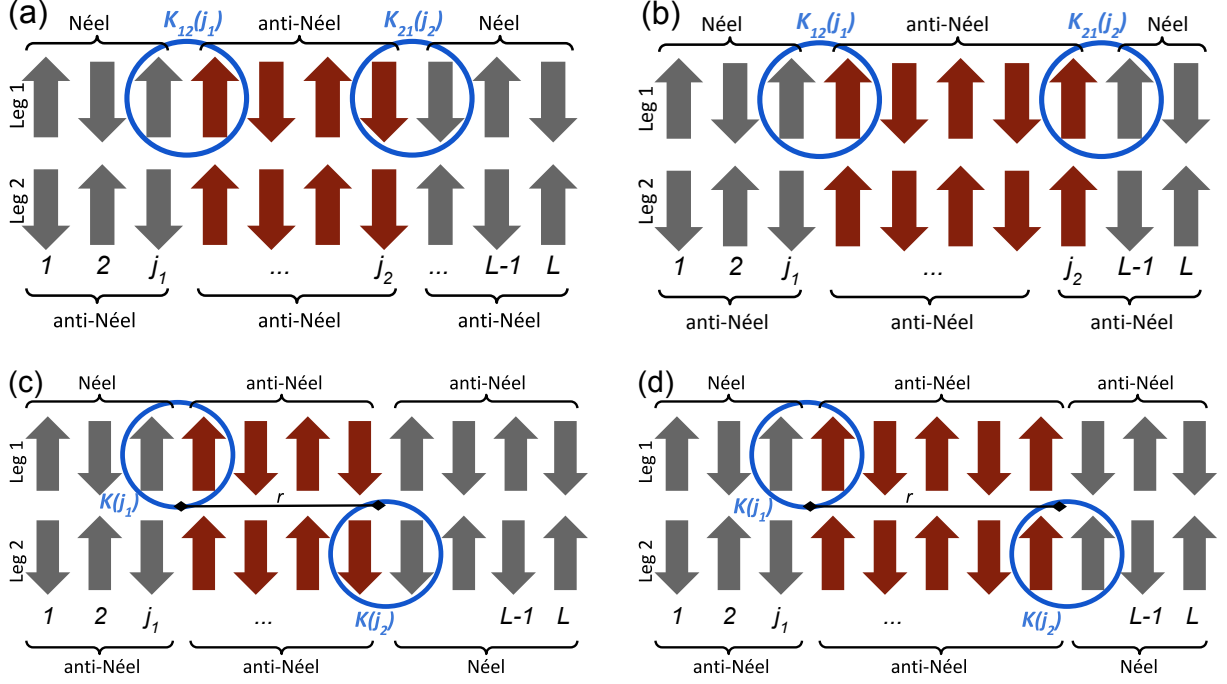 (a)
Néel K12(j1) anti-Néel K21(j2) Néel
Leg 1
Leg 2
1 2 j1 ... j2 ... L-1 L
anti-Néel anti-Néel anti-Néel
(b)
Néel K12(j1) anti-Néel K21(j2) Néel
Leg 1
Leg 2
1 2 j1 ... j2 L-1 L
anti-Néel anti-Néel anti-Néel
(c)
Néel anti-Néel anti-Néel
Leg 1
K(j1) r
Leg 2
1 2 j1 ... K(j2) L-1 L
anti-Néel anti-Néel Néel
(d)
Néel anti-Néel anti-Néel
Leg 1
K(j1) r
Leg 2
1 2 j1 ... K(j2) L-1 L
anti-Néel anti-Néel Néel